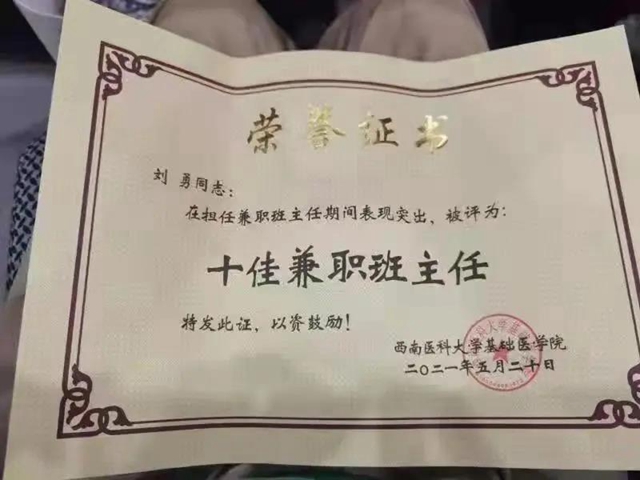 荣誉证书
刘 勇同志：
在担任兼职班主任期间表现突出，被评为：
十佳兼职班主任
特发此证，以资鼓励！
西南医科大学基础医学院
二〇二一年五月二十日